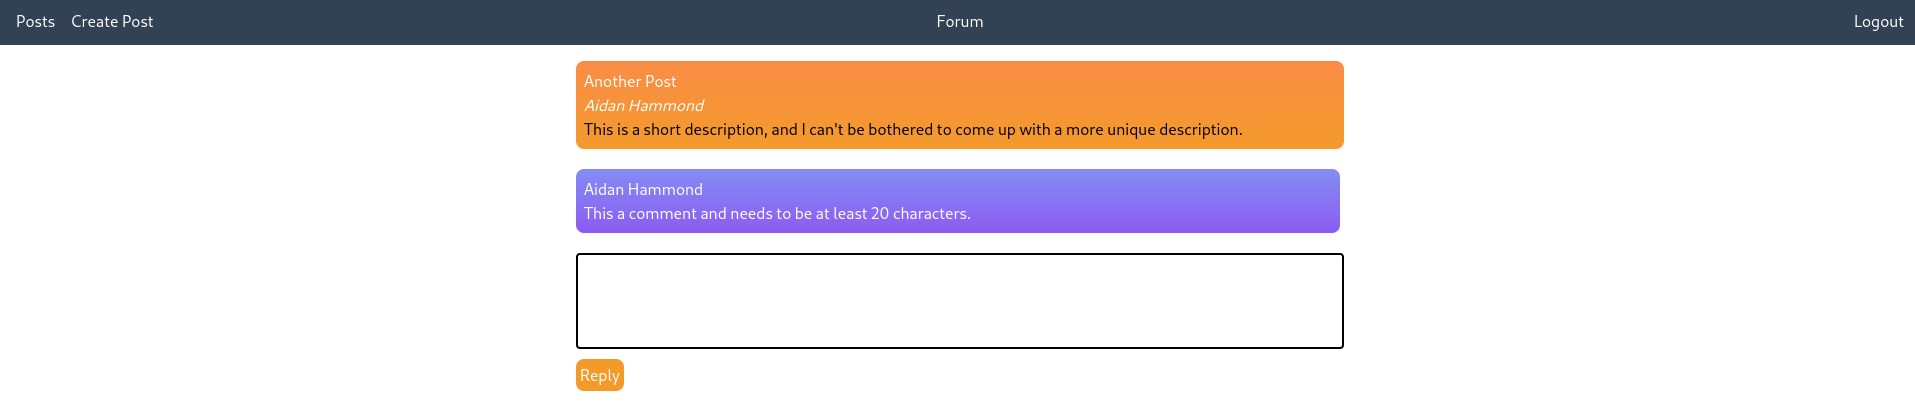 Posts Create Post Forum Logout
Another Post
Aidan Hammond
This is a short description, and I can't be bothered to come up with a more unique description.
Aidan Hammond
This a comment and needs to be at least 20 characters.
Reply